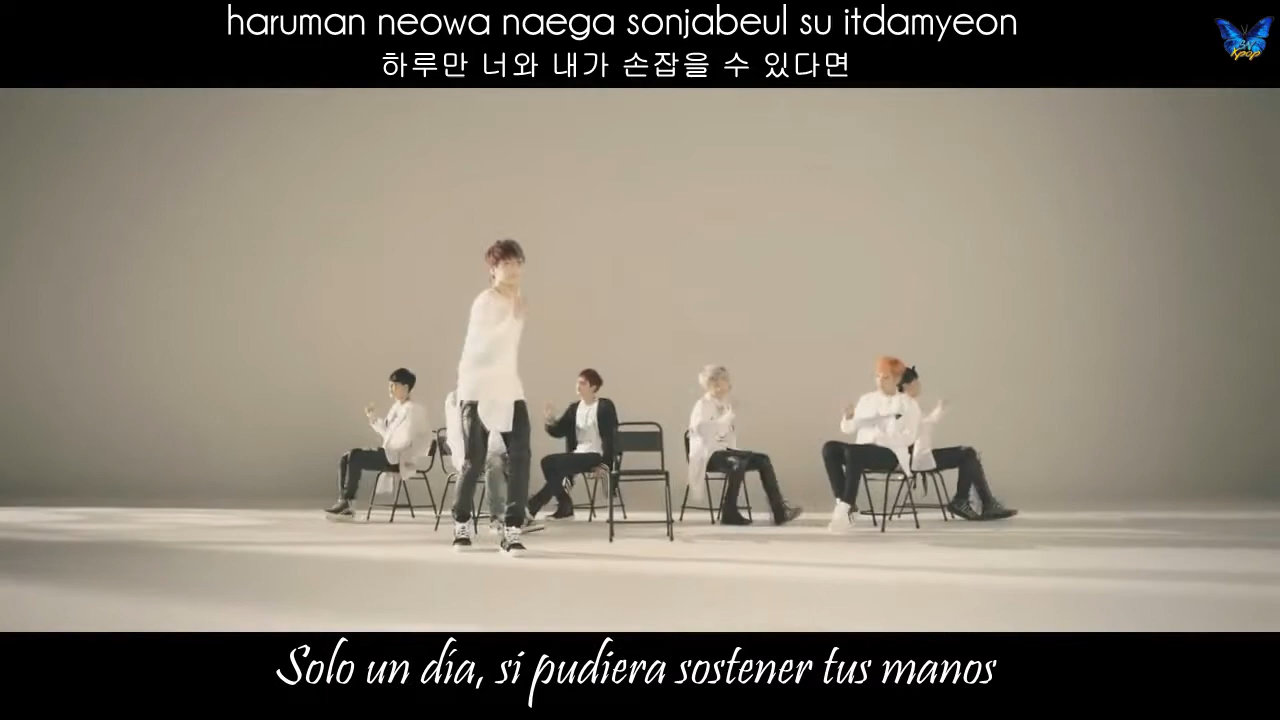 haruman neowa naega sonjabeul su itdamyeon
하루만 너와 내가 손잡을 수 있다면
Kpop
Solo un día, si pudiera sostener tus manos